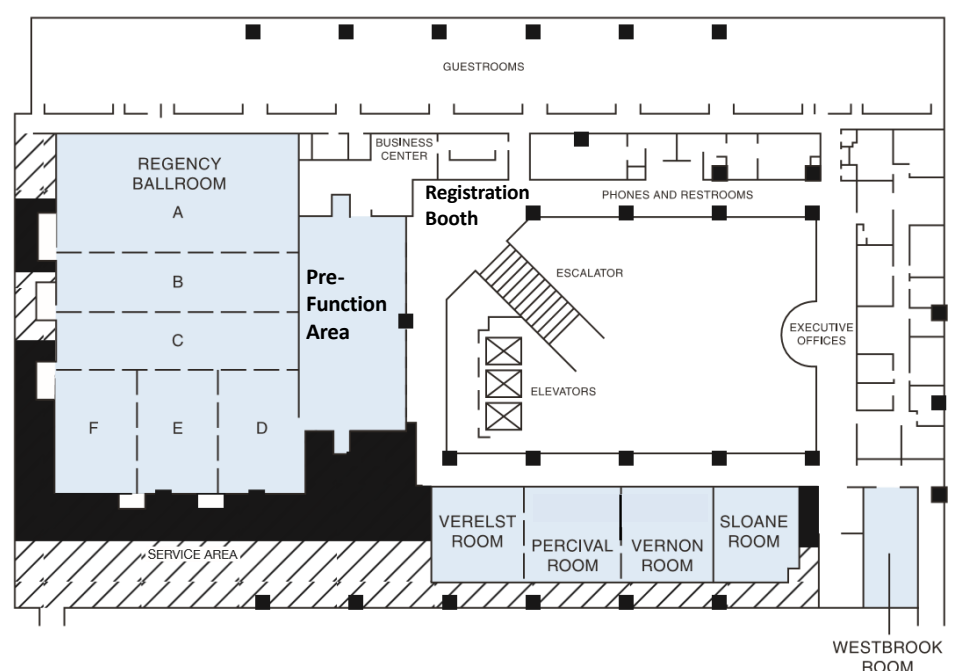 GUESTROOMS
REGENCY
BALLROOM
A
B
C
F
E
D
BUSINESS
CENTER
Registration
Booth
PHONES AND RESTROOMS
Pre-
Function
Area
ESCALATOR
EXECUTIVE
OFFICES
ELEVATORS
VERELST
ROOM
PERCIVAL
ROOM
VERNON
ROOM
SLOANE
ROOM
SERVICE AREA
WESTBROOK
ROOM